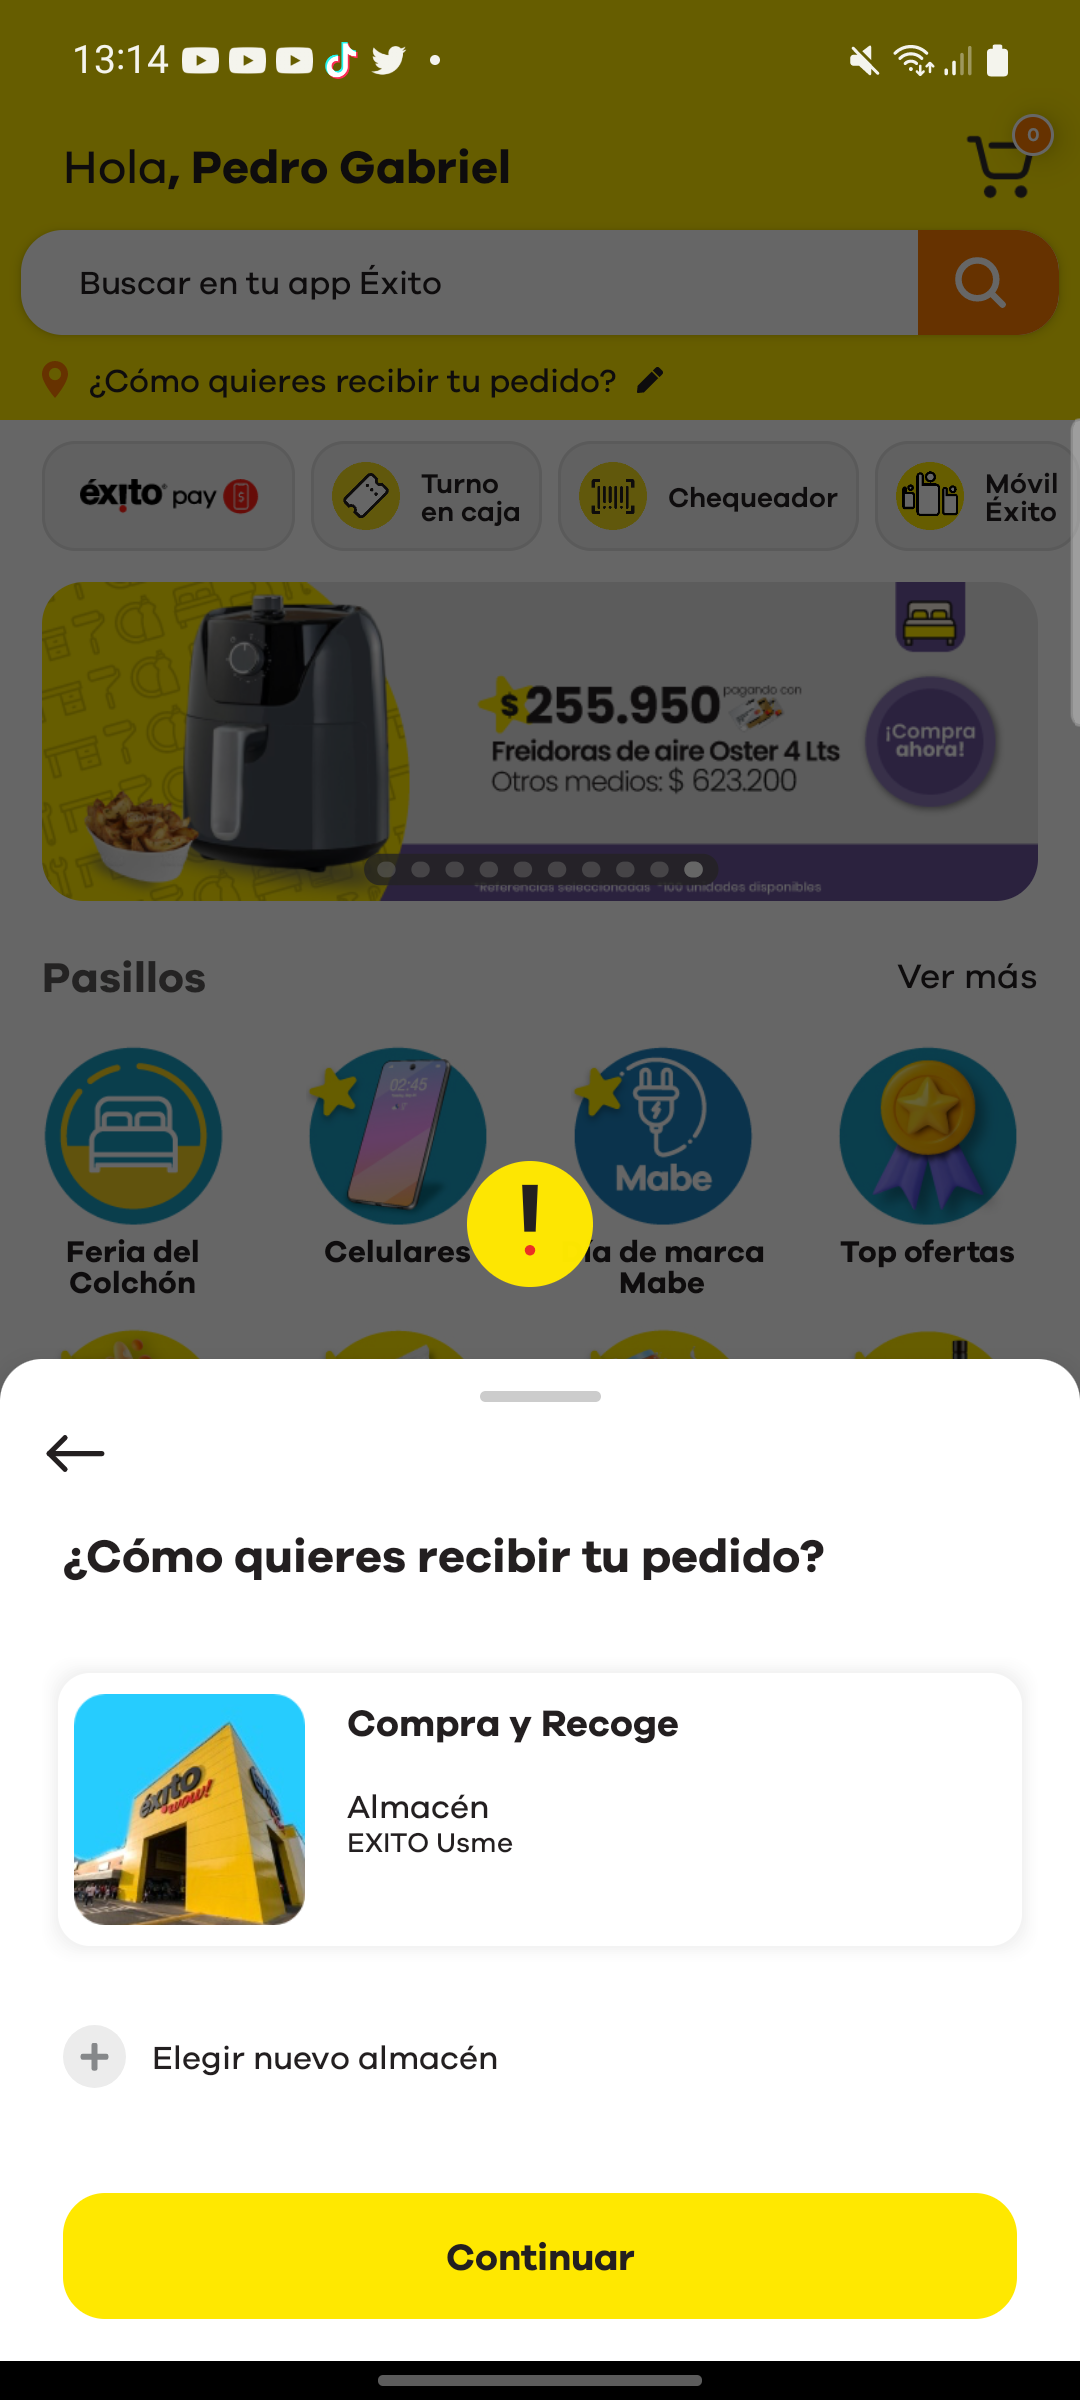 13:14
Hola, Pedro Gabriel
0
Buscar en tu app Éxito
¿Cómo quieres recibir tu pedido?
éxito pay
Turno
en caja
Chequeador
Móvil
Éxito
$255.950 pagando con
Freidoras de aire Oster 4 Lts
Otros medios: $ 623.200
¡Compra
ahora!
*Referencias seleccionadas *100 unidades disponibles
Pasillos
Ver más
02:45
Mabe
!
Feria del
Colchón
Celulares
ía de marca
Mabe
Top ofertas
¿Cómo quieres recibir tu pedido?
éxito
wow!
Compra y Recoge
Almacén
EXITO Usme
Elegir nuevo almacén
Continuar